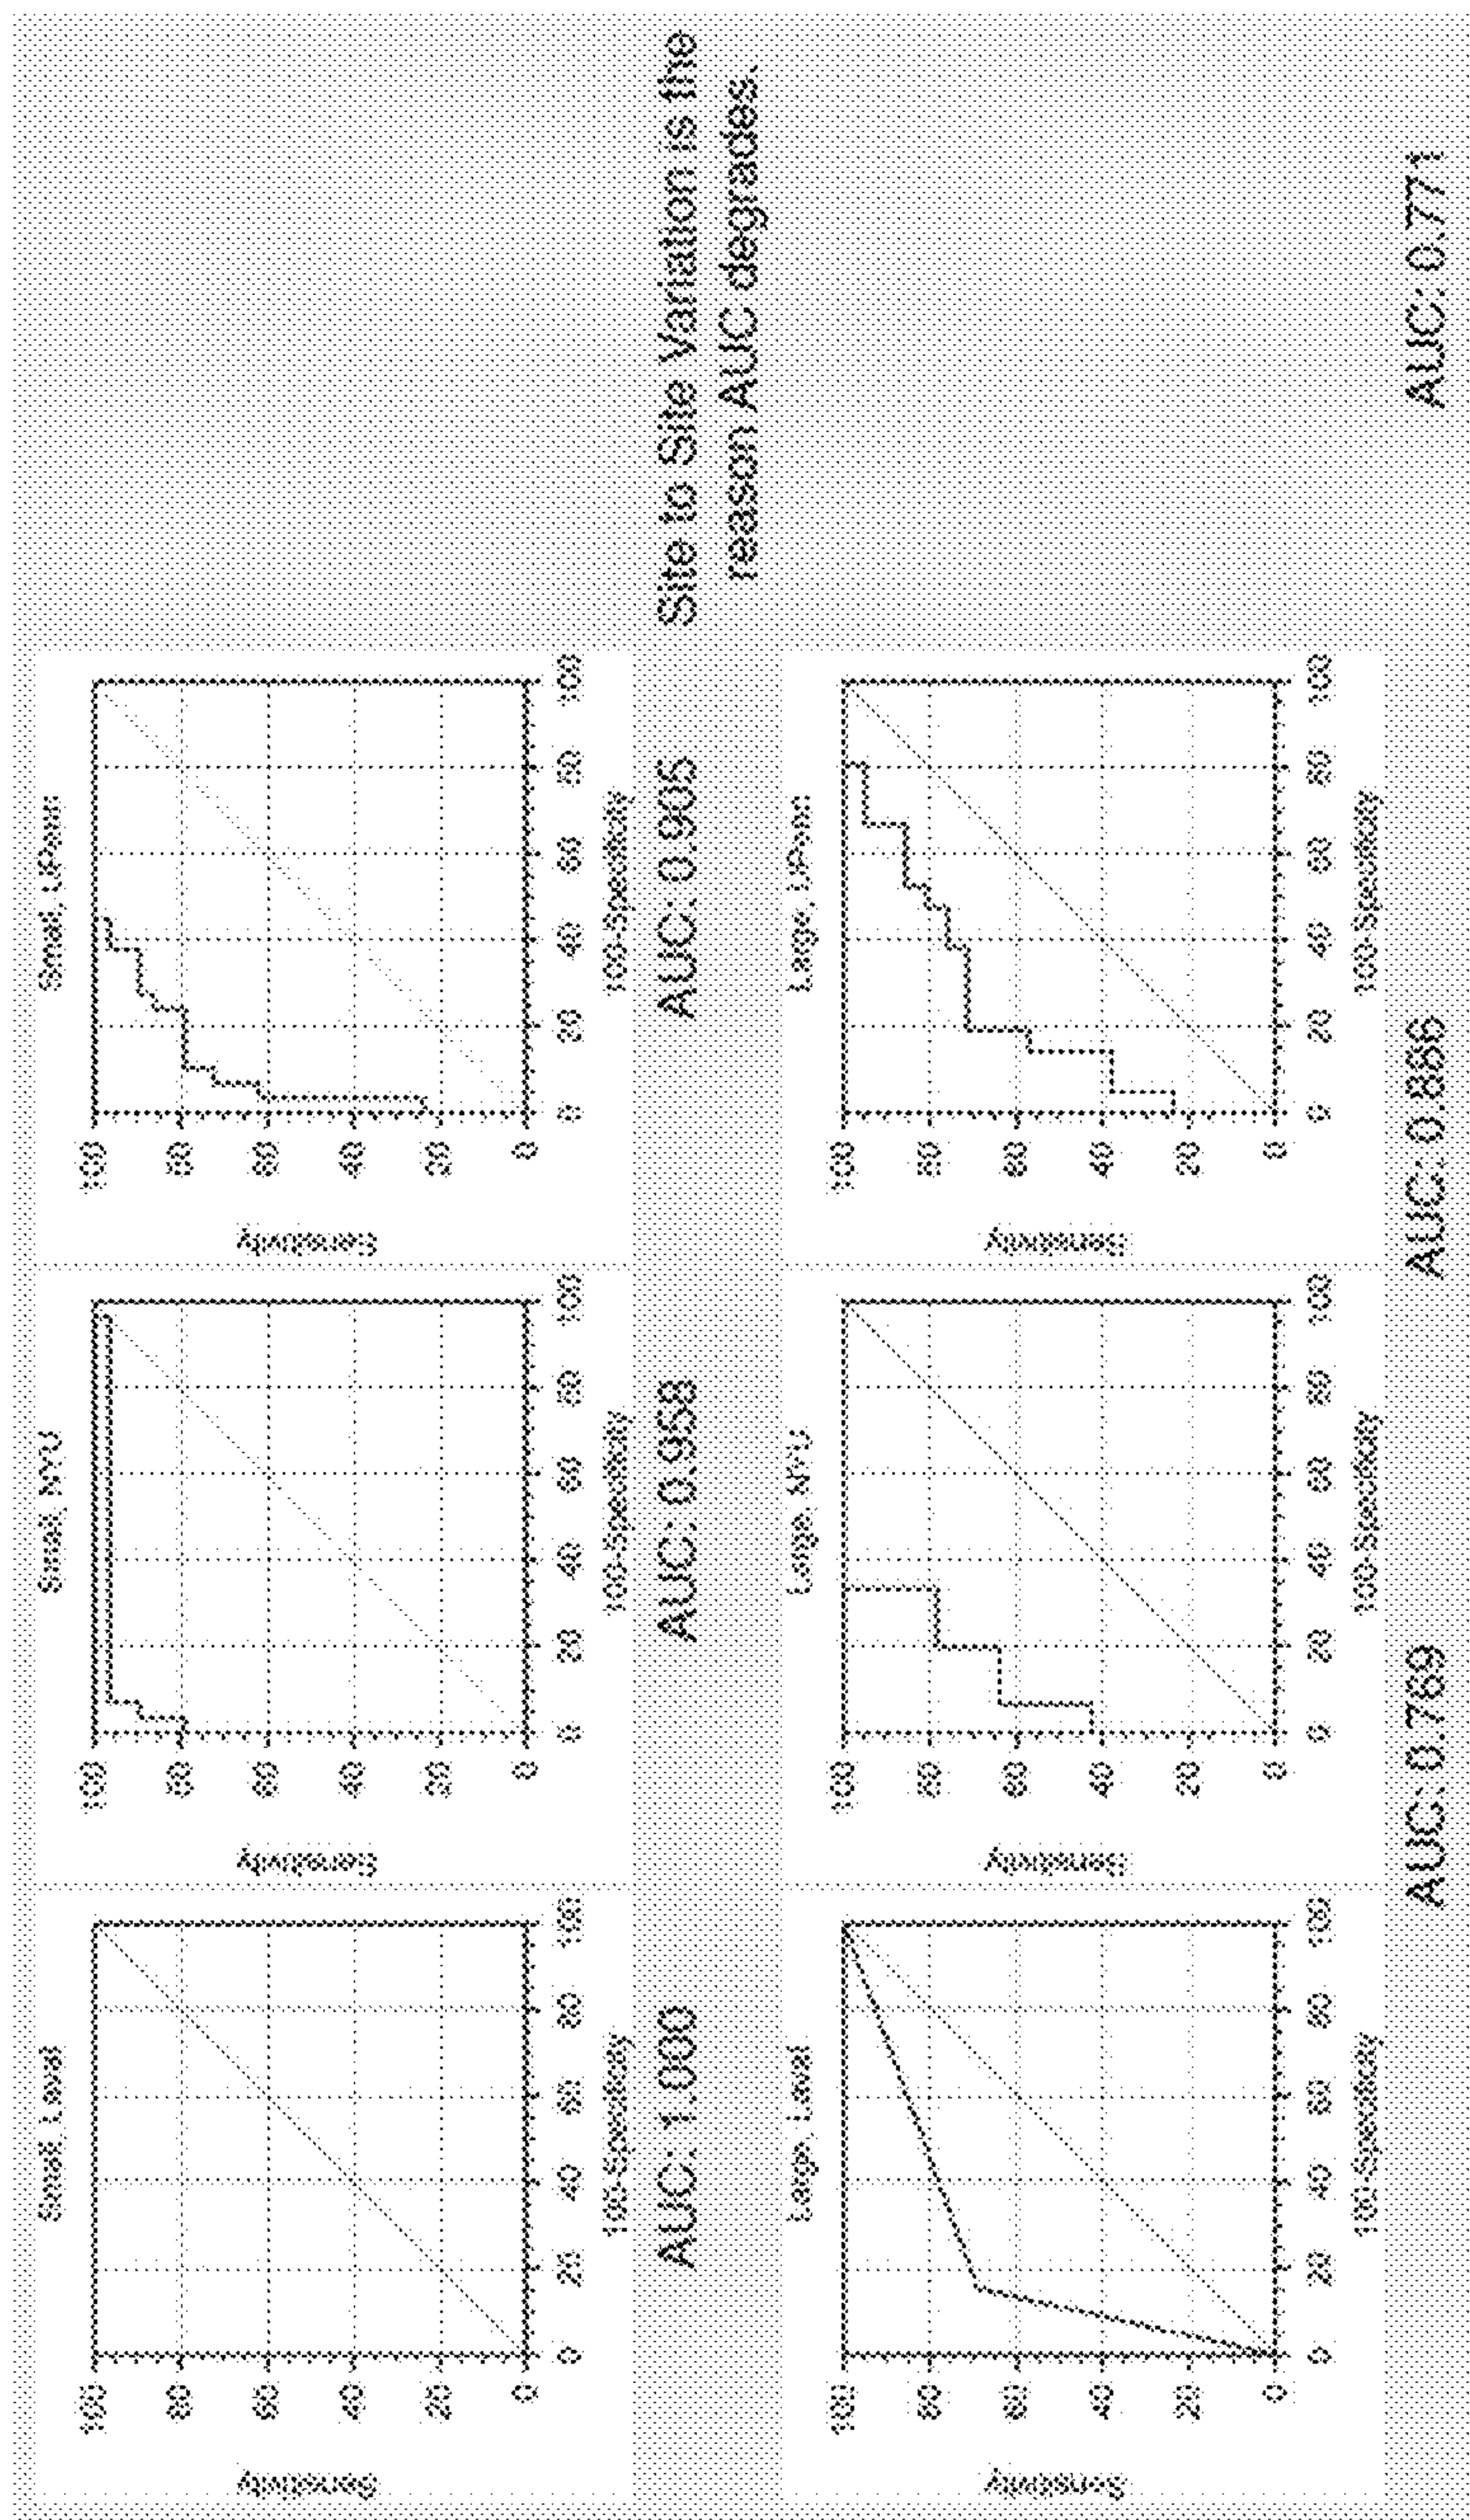 Small, Laval
Sensitivity
100
80
60
40
20
0
0 20 40 60 80 100
100-Specificity
AUC: 1.000
Small, NYU
Sensitivity
100
80
60
40
20
0
0 20 40 60 80 100
100-Specificity
AUC: 0.958
Small, UPenn
Sensitivity
100
80
60
40
20
0
0 20 40 60 80 100
100-Specificity
AUC: 0.905
Site to Site Variation is the
reason AUC degrades.
Large, Laval
Sensitivity
100
80
60
40
20
0
0 20 40 60 80 100
100-Specificity
AUC: 0.769
Large, NYU
Sensitivity
100
80
60
40
20
0
0 20 40 60 80 100
100-Specificity
AUC: 0.886
Large, UPenn
Sensitivity
100
80
60
40
20
0
0 20 40 60 80 100
100-Specificity
AUC: 0.771